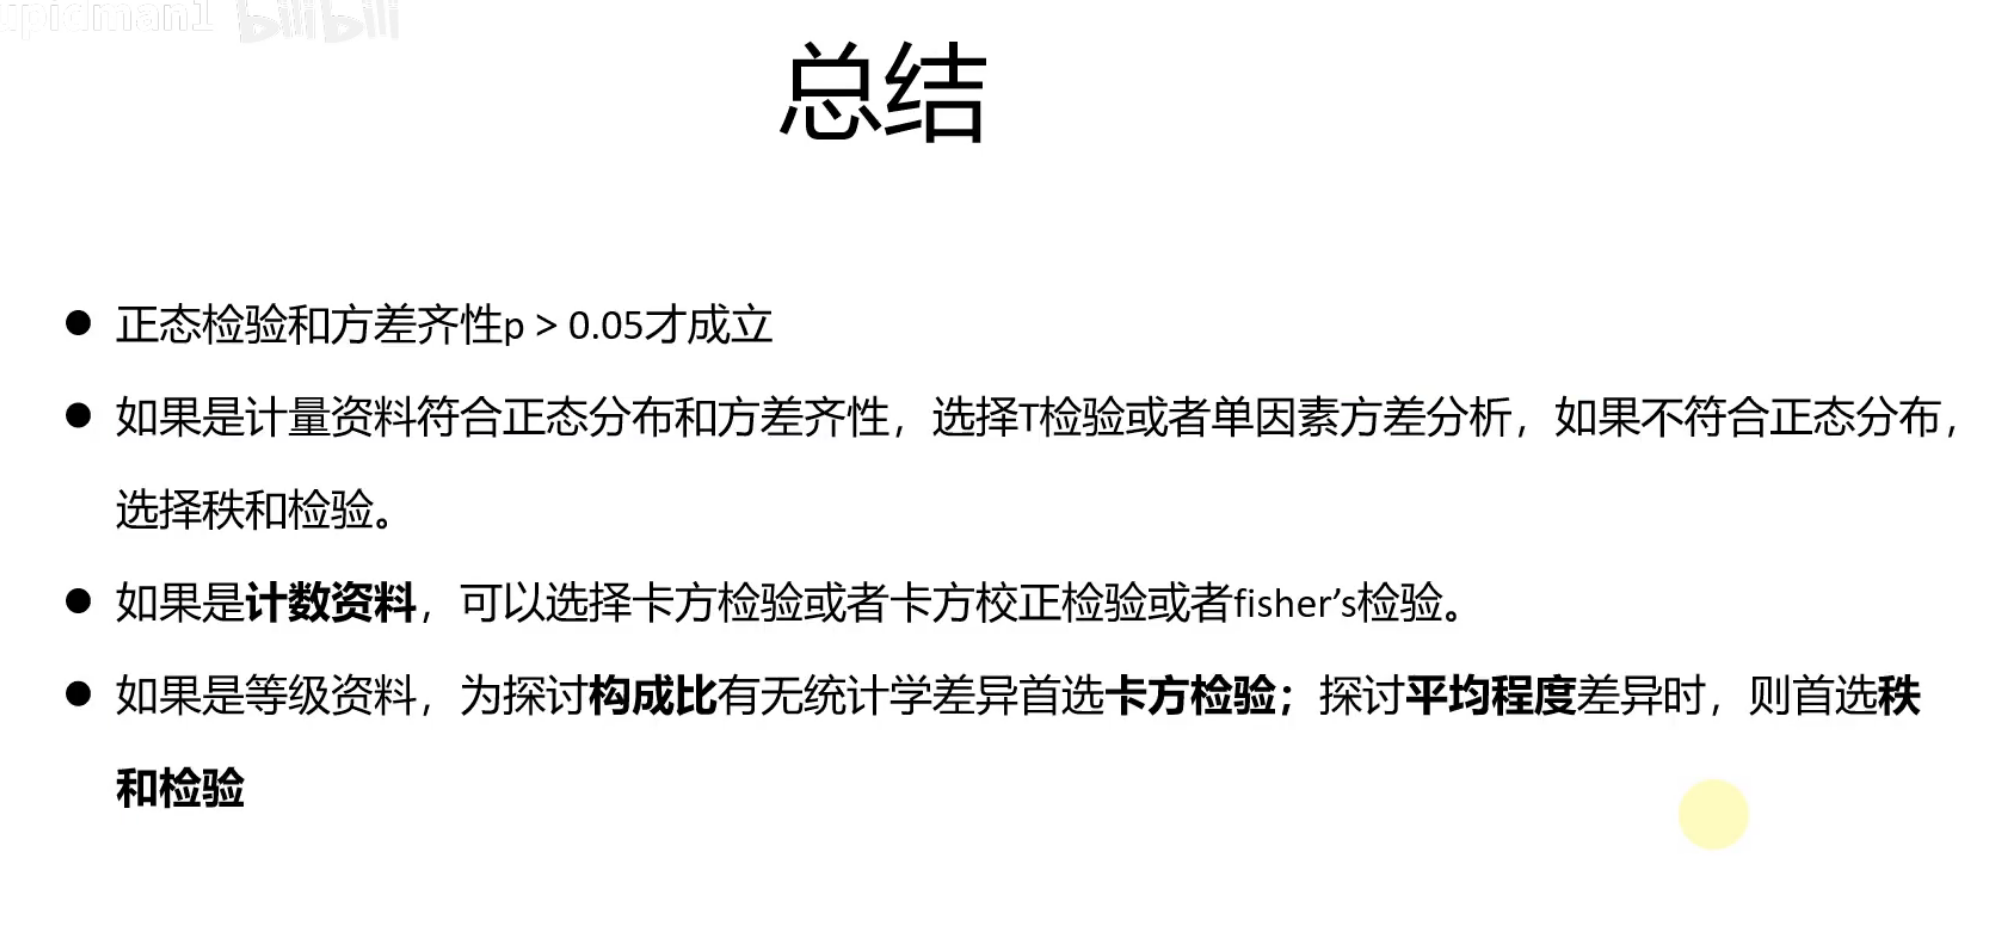 upidman1 bilibili
总结
● 正态检验和方差齐性p > 0.05才成立
● 如果是计量资料符合正态分布和方差齐性，选择T检验或者单因素方差分析，如果不符合正态分布，
选择秩和检验。
● 如果是计数资料，可以选择卡方检验或者卡方校正检验或者fisher’s检验。
● 如果是等级资料，为探讨构成比有无统计学差异首选卡方检验；探讨平均程度差异时，则首选秩
和检验